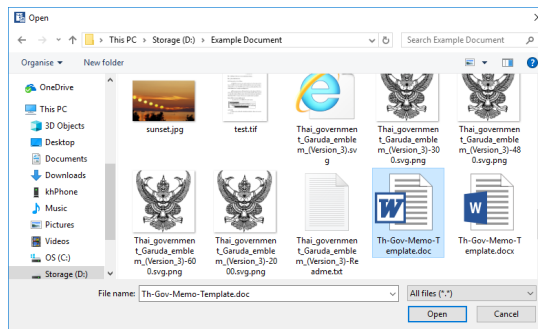 Open
This PC > Storage (D:) > Example Document
Search Example Document
Organise
New folder
OneDrive
This PC
3D Objects
Desktop
Documents
Downloads
khPhone
Music
Pictures
Videos
OS (C:)
Storage (D:)
sunset.jpg
test.tif
Thai_governmen
t_Garuda_emble
m_(Version_3).sv
g
Thai_governmen
t_Garuda_emble
m_(Version_3)-30
0.svg.png
Thai_governmen
t_Garuda_emble
m_(Version_3)-48
0.svg.png
Thai_governmen
t_Garuda_emble
m_(Version_3)-60
0.svg.png
Thai_governmen
t_Garuda_emble
m_(Version_3)-20
00.svg.png
Thai_governmen
t_Garuda_emble
m_(Version_3)-Re
adme.txt
Th-Gov-Memo-T
emplate.doc
Th-Gov-Memo-T
emplate.docx
File name: Th-Gov-Memo-Template.doc
All files (*.*)
Open
Cancel